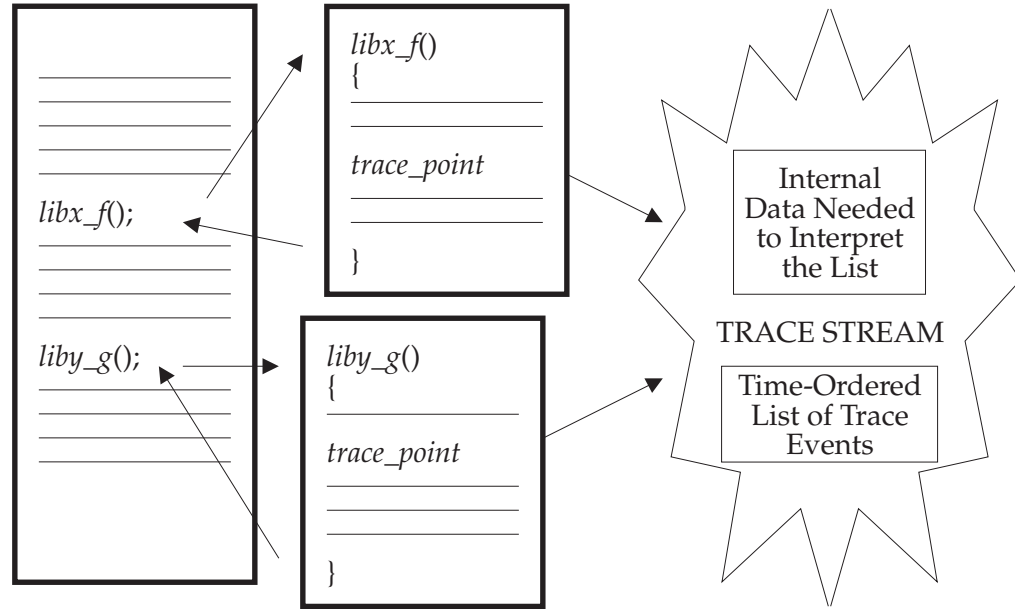 libx_f();
liby_g();
libx_f()
{
trace_point
}
liby_g()
{
trace_point
}
Internal
Data Needed
to Interpret
the List
TRACE STREAM
Time-Ordered
List of Trace
Events